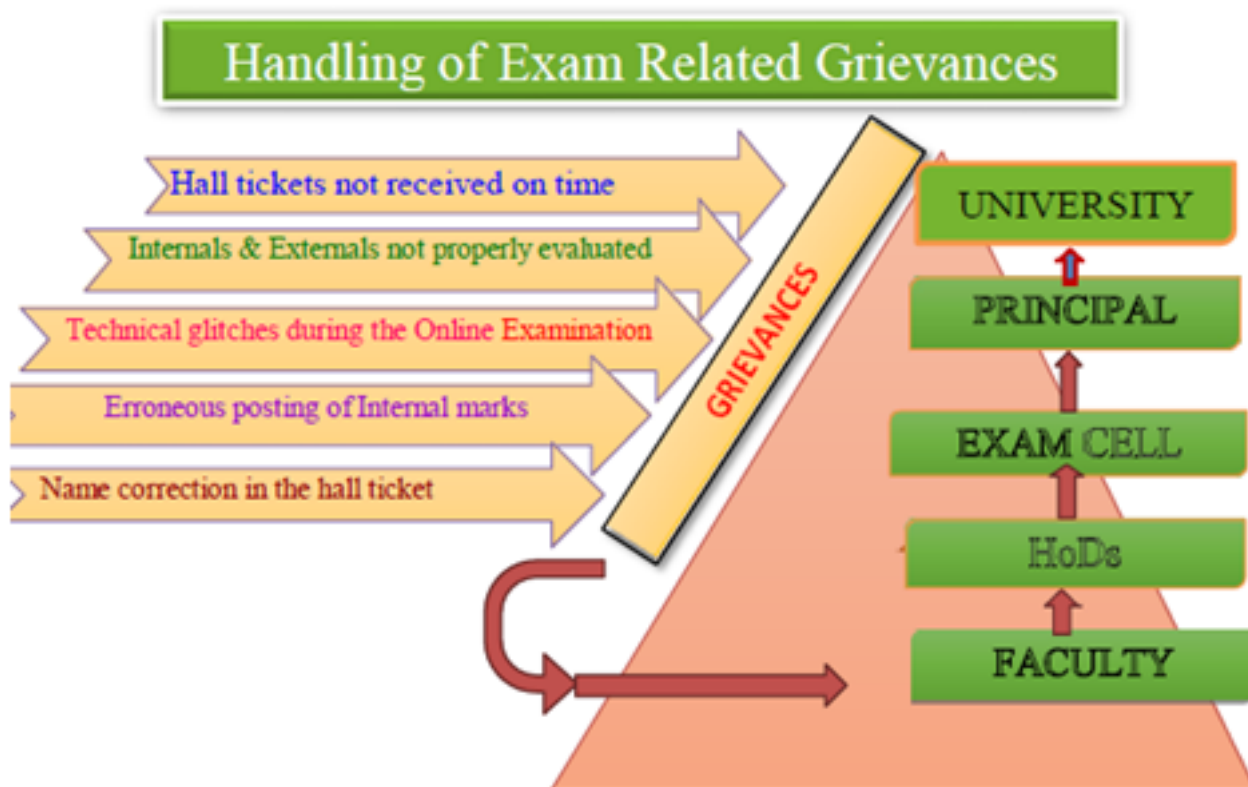 Handling of Exam Related Grievances
Hall tickets not received on time
Internals & Externals not properly evaluated
Technical glitches during the Online Examination
Erroneous posting of Internal marks
Name correction in the hall ticket
GRIEVANCES
UNIVERSITY
PRINCIPAL
EXAM CELL
HoDs
FACULTY